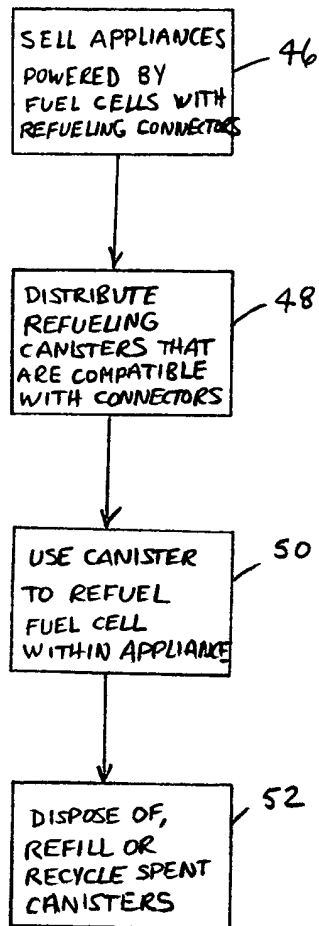 SELL APPLIANCES
POWERED BY
FUEL CELLS WITH
REFUELING CONNECTORS
46
DISTRIBUTE
REFUELING
CANISTERS THAT
ARE COMPATIBLE
WITH CONNECTORS
48
USE CANISTER
TO REFUEL
FUEL CELL
WITHIN APPLIANCE
50
DISPOSE OF,
REFILL OR
RECYCLE SPENT
CANISTERS
52